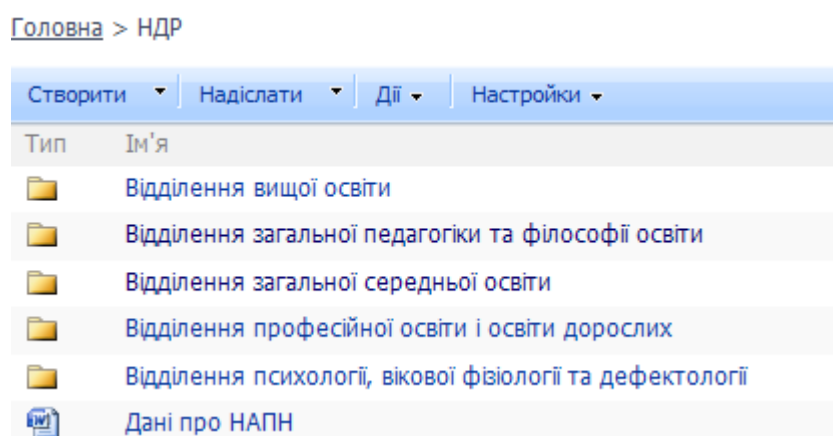 Головна > НДР
Створити Надіслати Дії Настройки
Тип Ім'я
Відділення вищої освіти
Відділення загальної педагогіки та філософії освіти
Відділення загальної середньої освіти
Відділення професійної освіти і освіти дорослих
Відділення психології, вікової фізіології та дефектології
Дані про НАПН